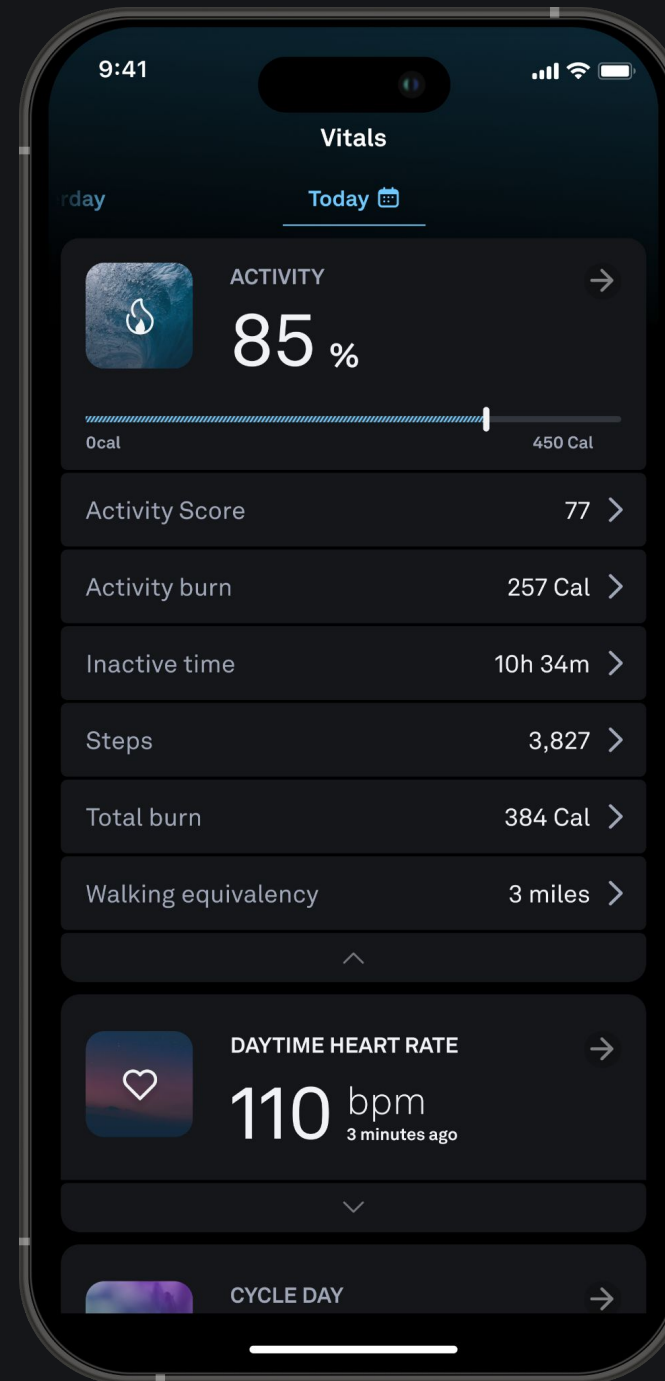 9:41
Vitals
rday
Today
ACTIVITY
85 %
0cal
450 Cal
Activity Score
77
Activity burn
257 Cal
Inactive time
10h 34m
Steps
3,827
Total burn
384 Cal
Walking equivalency
3 miles
DAYTIME HEART RATE
110 bpm
3 minutes ago
CYCLE DAY